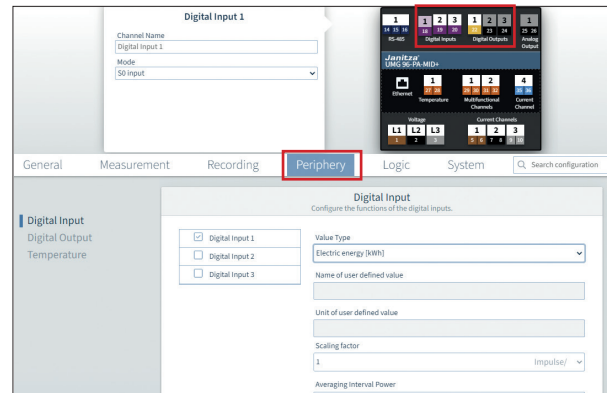 Digital Input 1
Channel Name
Digital Input 1
Mode
S0 input
1 1 2 3 1 2 3 1
14 15 16 18 19 20 23 24 25 26
RS-485 Digital Inputs Digital Outputs Analog Output
Janitza
UMG 96-PA-MID+
1 1 2 4
27 28 29 30 31 32 35 36
Ethernet Temperature Multifunctional Channels Current Channel
Voltage Current Channels
L1 L2 L3 1 2 3
1 2 3 5 6 7 8 9 10
General Measurement Recording Periphery Logic System Search configuration
Digital Input
Configure the functions of the digital inputs.
Digital Input
Digital Output
Temperature
Digital Input 1
Digital Input 2
Digital Input 3
Value Type
Electric energy [kWh]
Name of user defined value
Unit of user defined value
Scaling factor
1 Impulse/
Averaging Interval Power